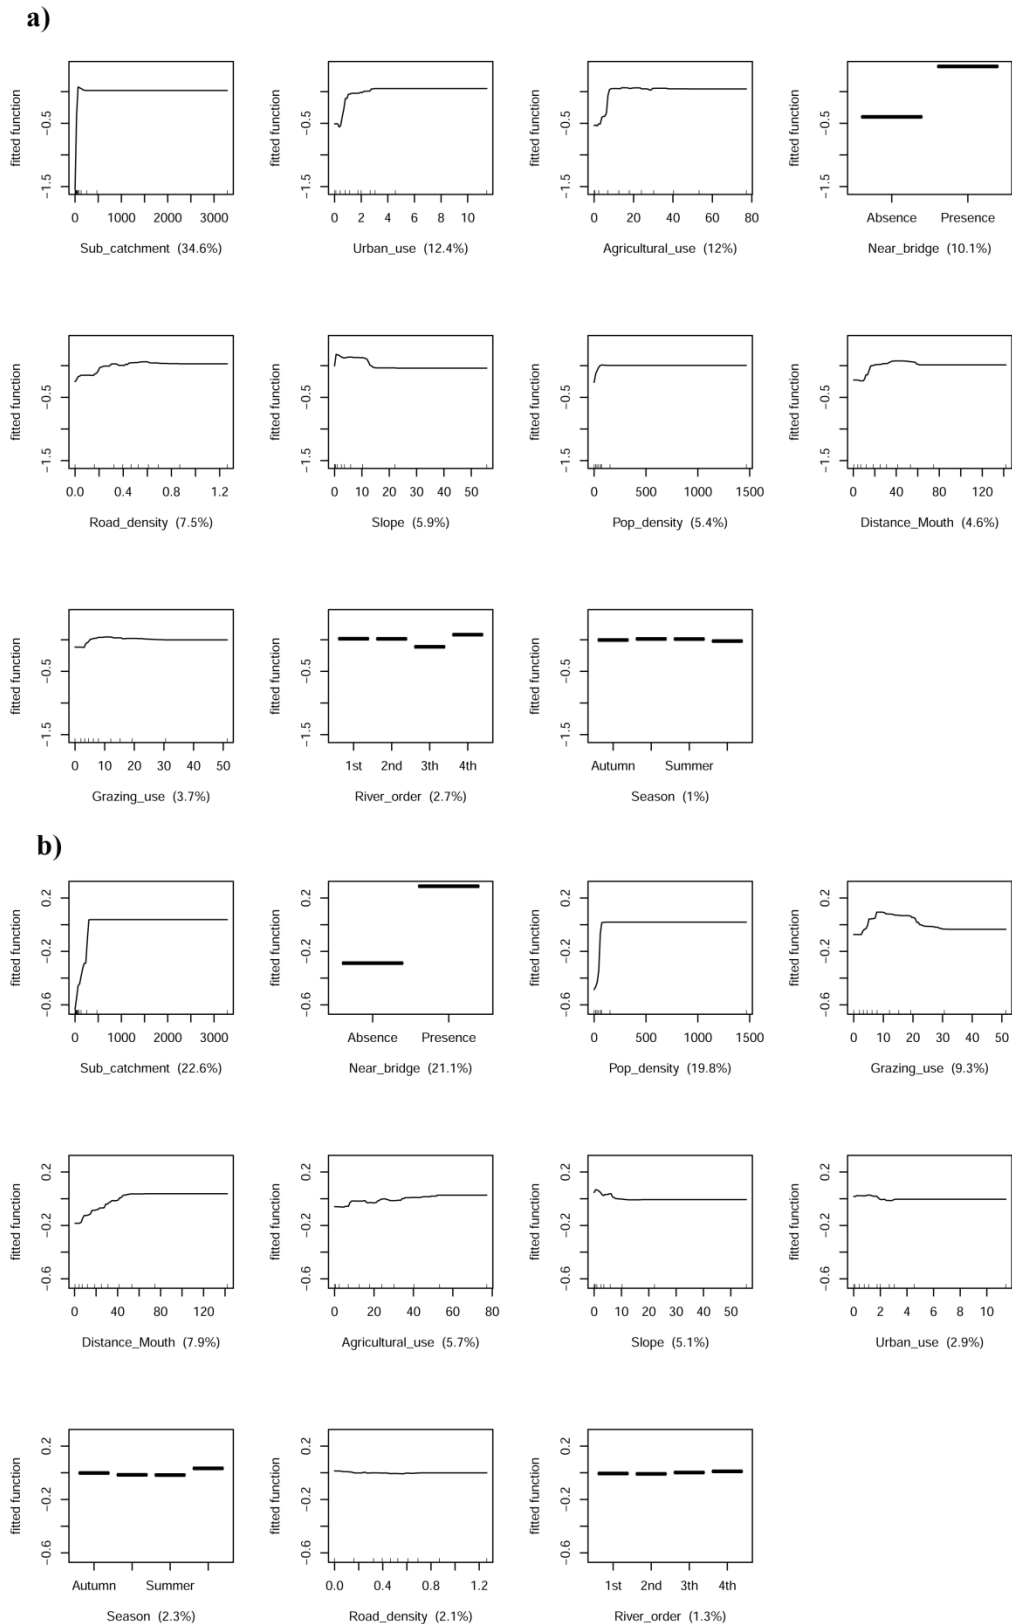 a)
fitted function
-0.5
-1.5
0 1000 2000 3000
Sub_catchment (34.6%)
fitted function
-0.5
-1.5
0 2 4 6 8 10
Urban_use (12.4%)
fitted function
-0.5
-1.5
0 20 40 60 80
Agricultural_use (12%)
fitted function
-0.5
-1.5
Absence Presence
Near_bridge (10.1%)
fitted function
-0.5
-1.5
0.0 0.4 0.8 1.2
Road_density (7.5%)
fitted function
-0.5
-1.5
0 10 20 30 40 50
Slope (5.9%)
fitted function
-0.5
-1.5
0 500 1000 1500
Pop_density (5.4%)
fitted function
-0.5
-1.5
0 40 80 120
Distance_Mouth (4.6%)
fitted function
-0.5
-1.5
0 10 20 30 40 50
Grazing_use (3.7%)
fitted function
-0.5
-1.5
1st 2nd 3th 4th
River_order (2.7%)
fitted function
-0.5
-1.5
Autumn Summer
Season (1%)
b)
fitted function
0.2
-0.2
-0.6
0 1000 2000 3000
Sub_catchment (22.6%)
fitted function
0.2
-0.2
-0.6
Absence Presence
Near_bridge (21.1%)
fitted function
0.2
-0.2
-0.6
0 500 1000 1500
Pop_density (19.8%)
fitted function
0.2
-0.2
-0.6
0 10 20 30 40 50
Grazing_use (9.3%)
fitted function
0.2
-0.2
-0.6
0 40 80 120
Distance_Mouth (7.9%)
fitted function
0.2
-0.2
-0.6
0 20 40 60 80
Agricultural_use (5.7%)
fitted function
0.2
-0.2
-0.6
0 10 20 30 40 50
Slope (5.1%)
fitted function
0.2
-0.2
-0.6
0 2 4 6 8 10
Urban_use (2.9%)
fitted function
0.2
-0.2
-0.6
Autumn Summer
Season (2.3%)
fitted function
0.2
-0.2
-0.6
0.0 0.4 0.8 1.2
Road_density (2.1%)
fitted function
0.2
-0.2
-0.6
1st 2nd 3th 4th
River_order (1.3%)